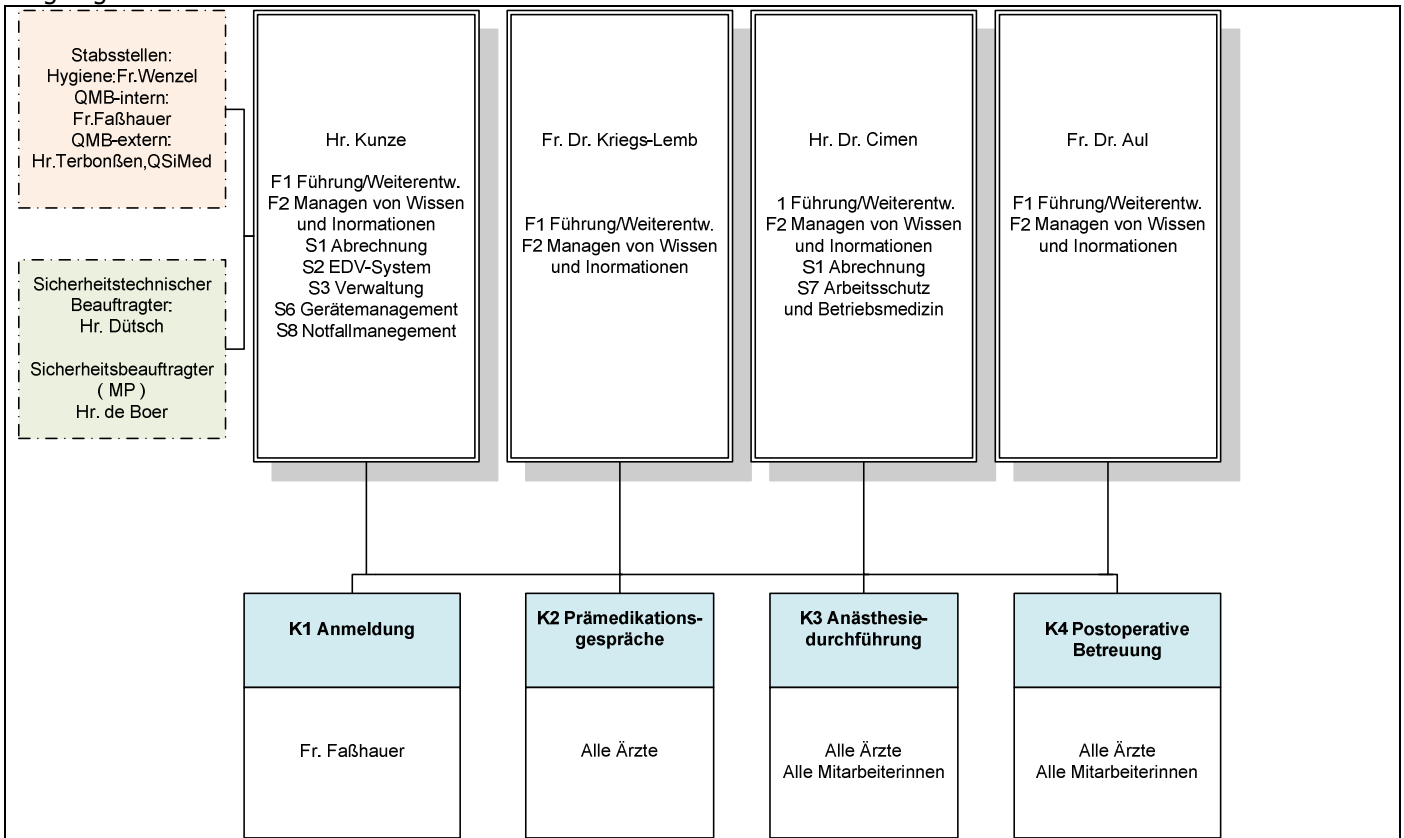 Stabsstellen:
Hygiene:Fr.Wenzel
QMB-intern:
Fr.Faßhauer
QMB-extern:
Hr.Terbonßen,QSiMed
Sicherheitstechnischer
Beauftragter:
Hr. Dütsch
Sicherheitsbeauftragter
( MP )
Hr. de Boer
Hr. Kunze
F1 Führung/Weiterentw.
F2 Managen von Wissen
und Inormationen
S1 Abrechnung
S2 EDV-System
S3 Verwaltung
S6 Gerätemanagement
S8 Notfallmanegement
Fr. Dr. Kriegs-Lemb
F1 Führung/Weiterentw.
F2 Managen von Wissen
und Inormationen
Hr. Dr. Cimen
1 Führung/Weiterentw.
F2 Managen von Wissen
und Inormationen
S1 Abrechnung
S7 Arbeitsschutz
und Betriebsmedizin
Fr. Dr. Aul
F1 Führung/Weiterentw.
F2 Managen von Wissen
und Inormationen
K1 Anmeldung
Fr. Faßhauer
K2 Prämedikations-
gespräche
Alle Ärzte
K3 Anästhesie-
durchführung
Alle Ärzte
Alle Mitarbeiterinnen
K4 Postoperative
Betreuung
Alle Ärzte
Alle Mitarbeiterinnen